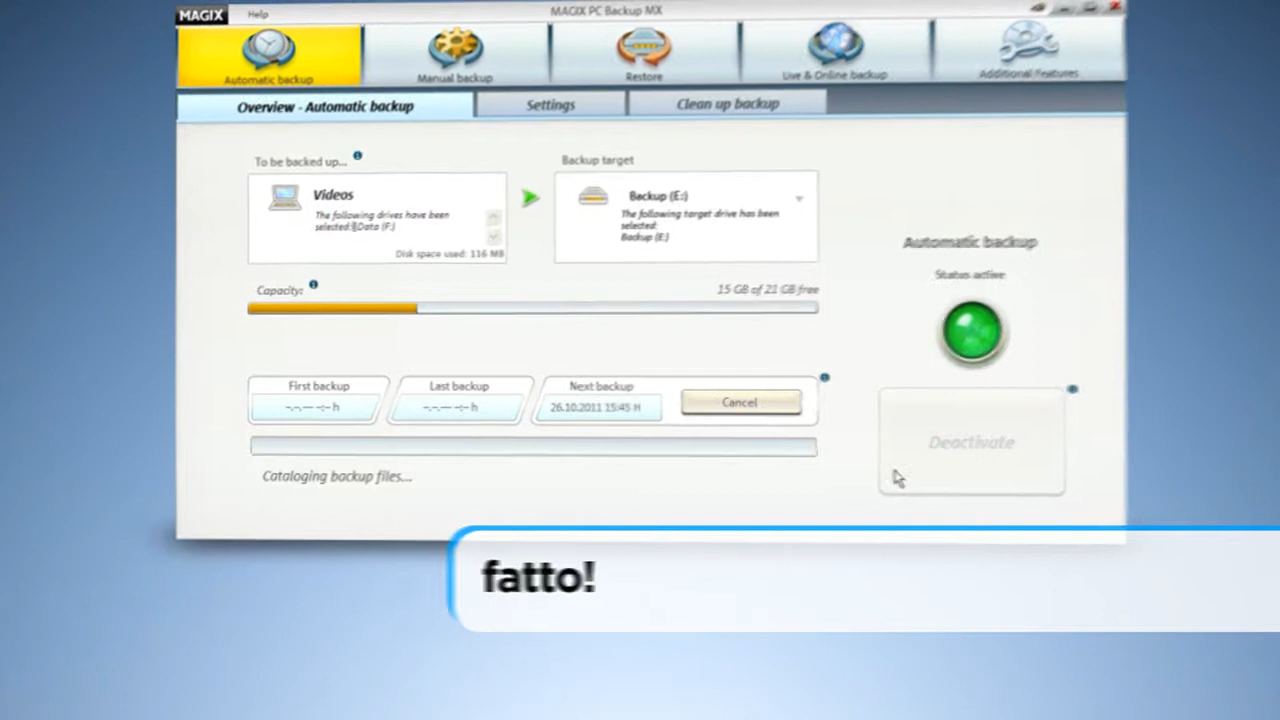 MAGIX Help MAGIX PC Backup MX
Automatic backup Manual backup Restore Live & Online backup Additional Features
Overview - Automatic backup Settings Clean up backup
To be backed up...
Videos
The following drives have been
selected: Data (F:)
Disk space used: 116 MB
Backup target
Backup (E:)
The following target drive has been
selected:
Backup (E:)
Capacity: 15 GB of 21 GB free
First backup Last backup Next backup
-.-.-- --:-- h -.-.-- --:-- h 26.10.2011 15:45 H Cancel
Cataloging backup files...
Automatic backup
Status active
Deactivate
fatto!